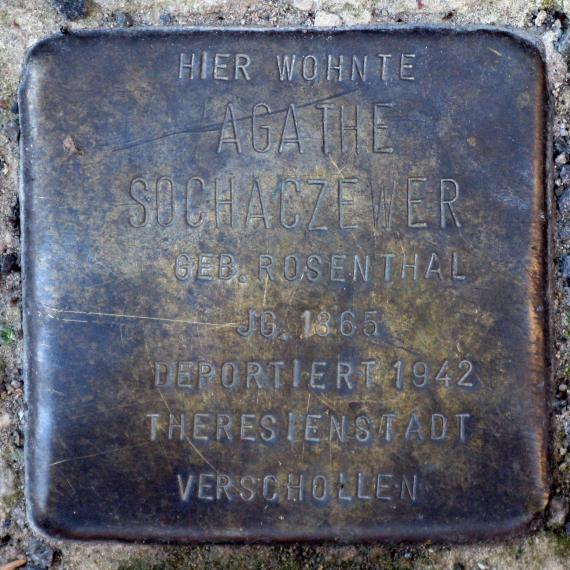 HIER WOHNTE
AGATHE
SOCHACZEWER
GEB. ROSENTHAL
JG. 1865
DEPORTIERT 1942
THERESIENSTADT
VERSCHOLLEN